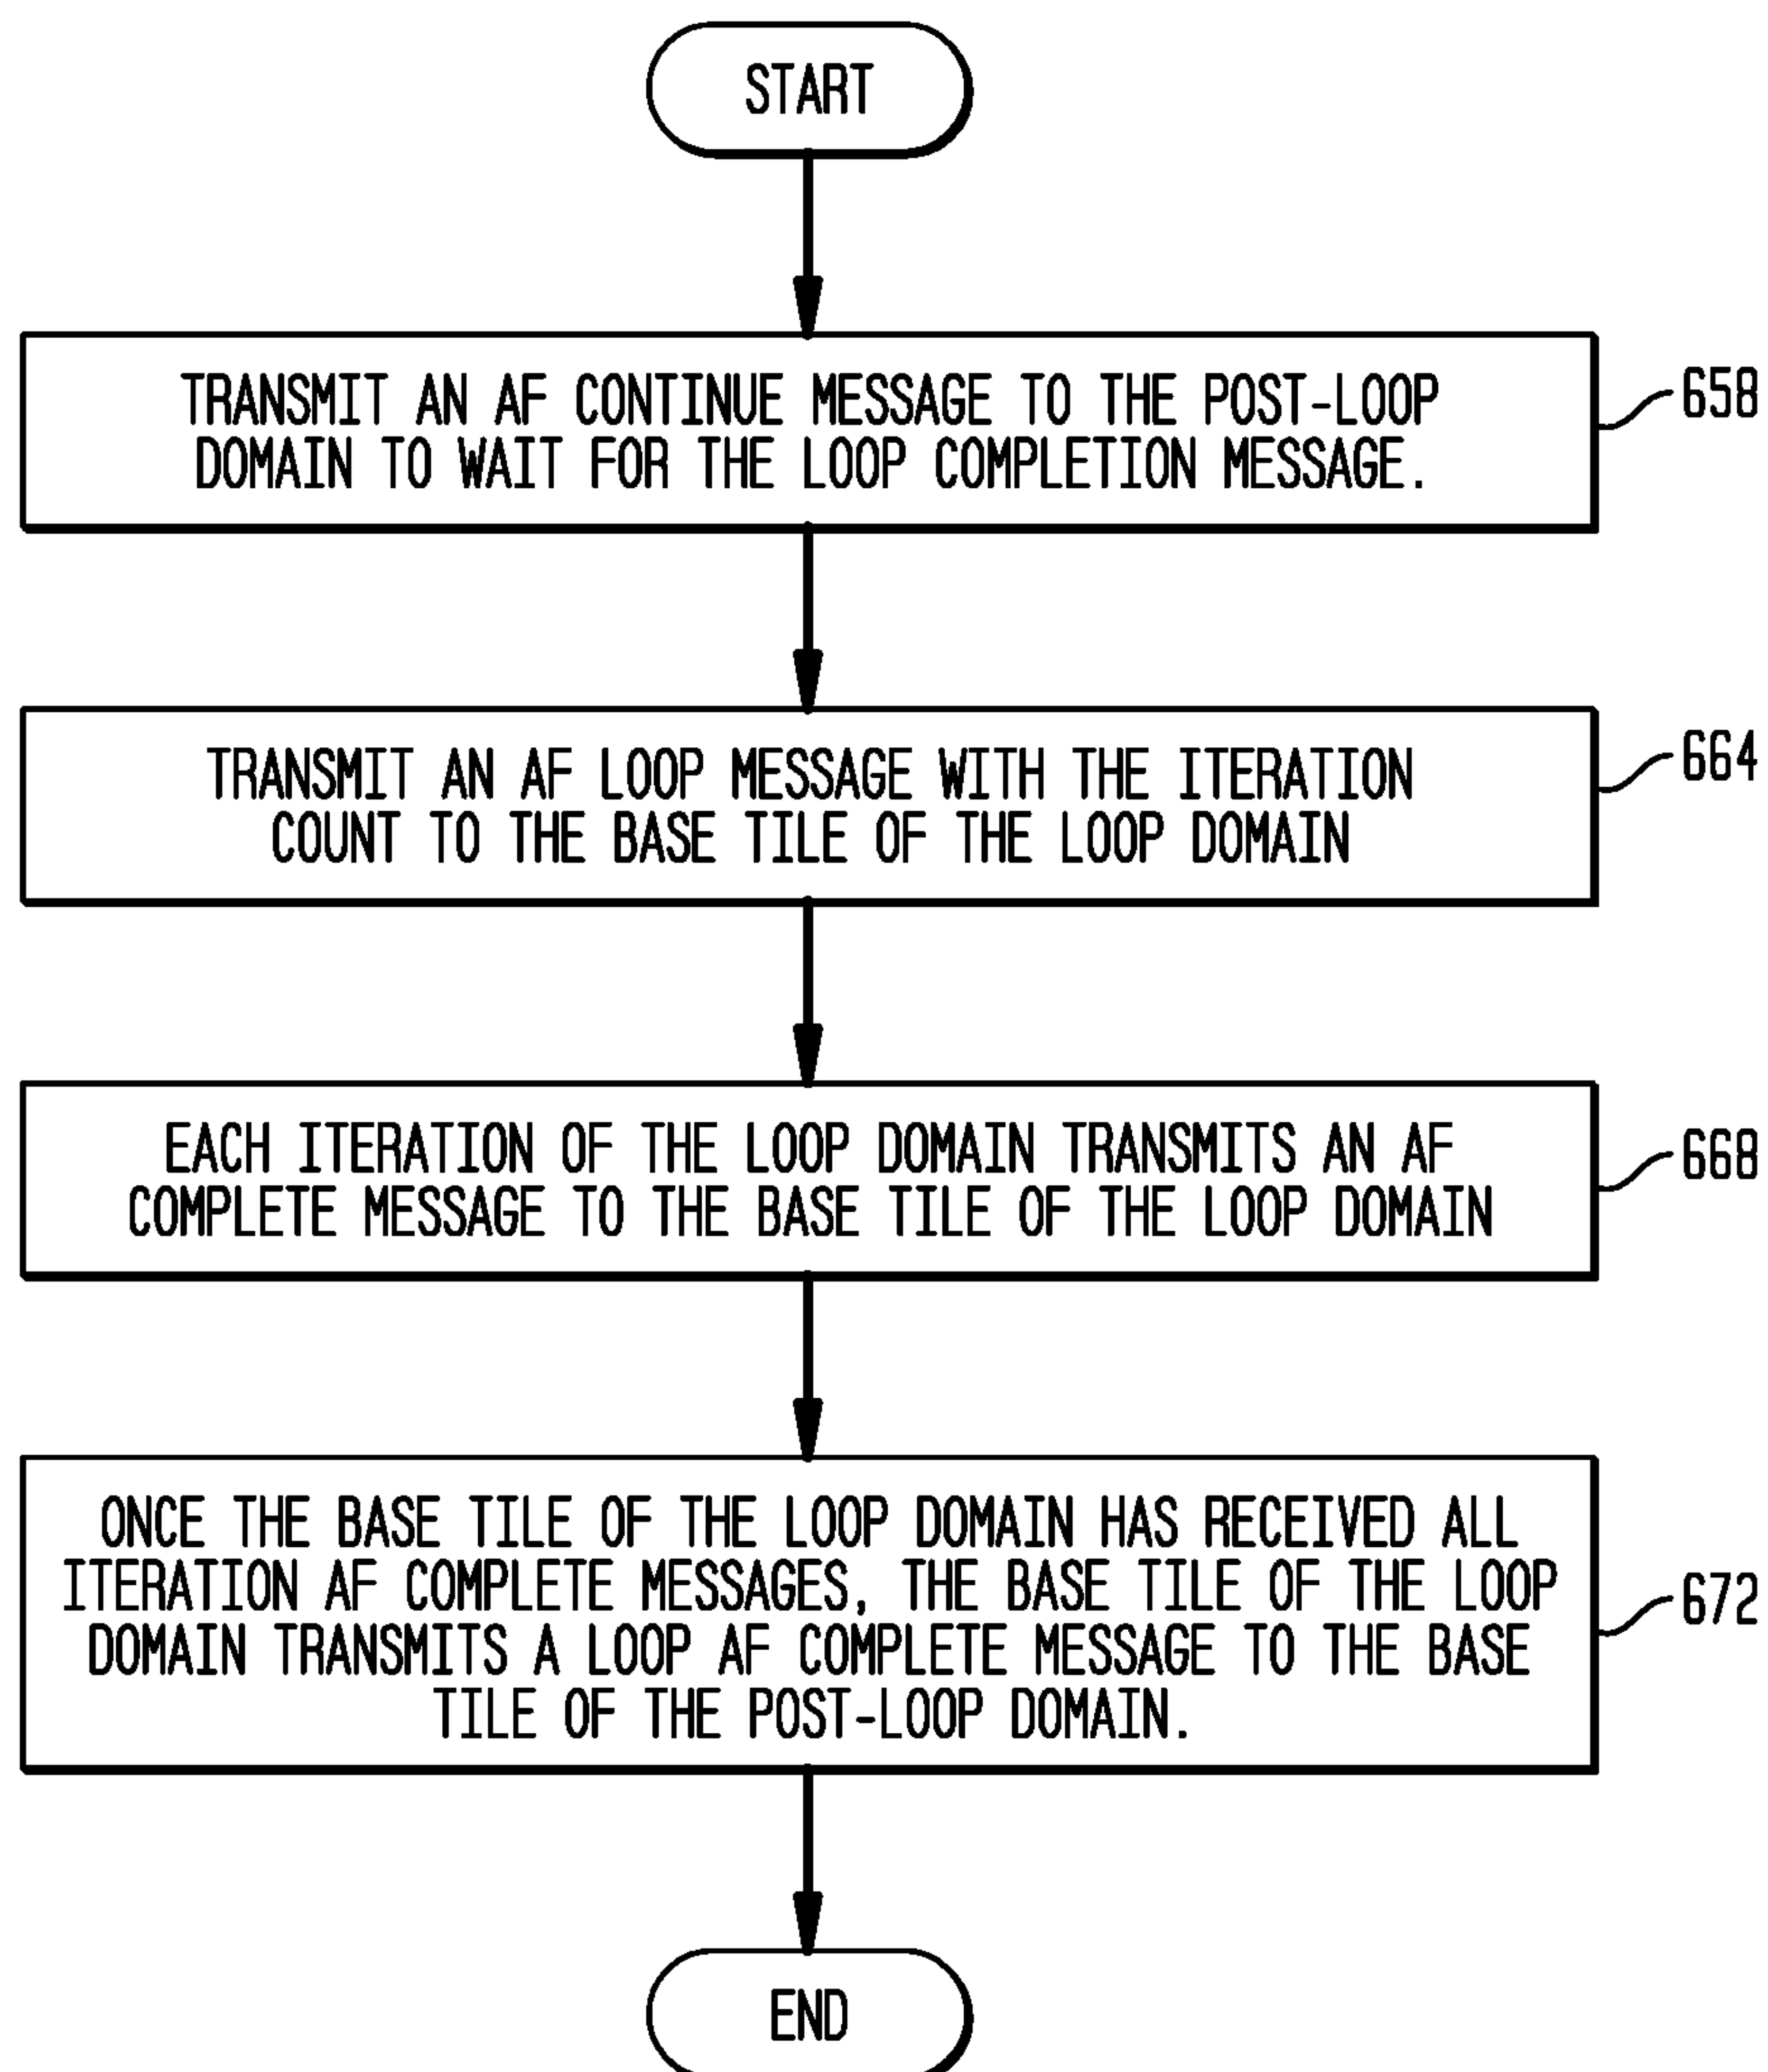 START
TRANSMIT AN AF CONTINUE MESSAGE TO THE POST-LOOP
DOMAIN TO WAIT FOR THE LOOP COMPLETION MESSAGE.
658
TRANSMIT AN AF LOOP MESSAGE WITH THE ITERATION
COUNT TO THE BASE TILE OF THE LOOP DOMAIN
664
EACH ITERATION OF THE LOOP DOMAIN TRANSMITS AN AF
COMPLETE MESSAGE TO THE BASE TILE OF THE LOOP DOMAIN
668
ONCE THE BASE TILE OF THE LOOP DOMAIN HAS RECEIVED ALL
ITERATION AF COMPLETE MESSAGES, THE BASE TILE OF THE LOOP
DOMAIN TRANSMITS A LOOP AF COMPLETE MESSAGE TO THE BASE
TILE OF THE POST-LOOP DOMAIN.
672
END